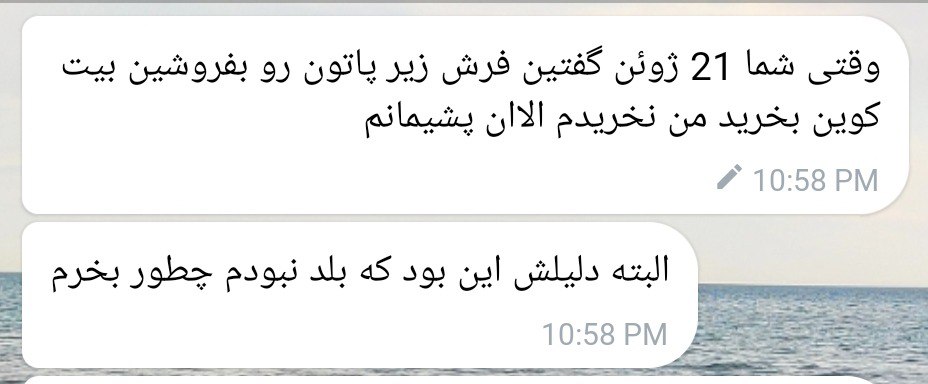 وقتی شما 21 ژوئن گفتین فرش زیر پاتون رو بفروشین بیت
کوین بخرید من نخریدم الاان پشیمانم
10:58 PM
البته دلیلش این بود که بلد نبودم چطور بخرم
10:58 PM